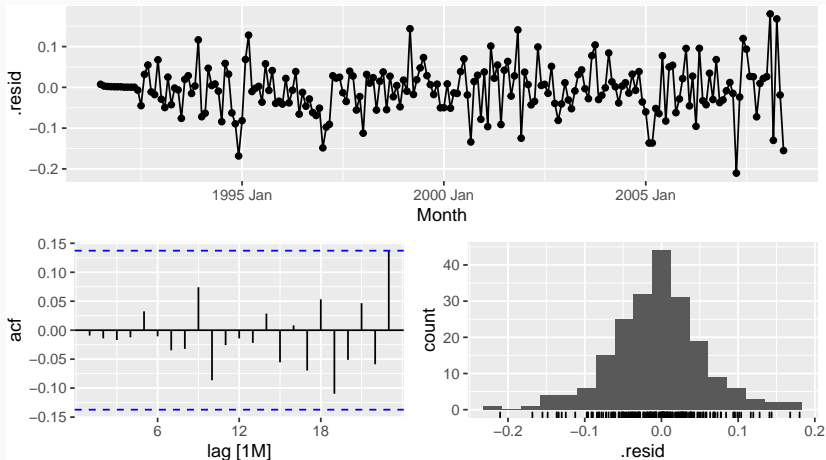 .resid
0.1
0.0
−0.1
−0.2
1995 Jan
2000 Jan
2005 Jan
Month
acf
0.15
0.10
0.05
0.00
−0.05
−0.10
−0.15
6
12
18
lag [1M]
count
40
30
20
10
0
−0.2
−0.1
0.0
0.1
0.2
.resid